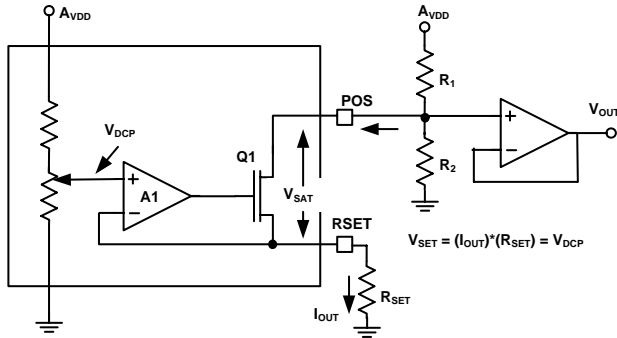 AVDD
AVDD
R1
POS
VOUT
VDCP
Q1
+
+
A1
−
−
R2
VSAT
RSET
VSET = (IOUT)*(RSET) = VDCP
RSET
IOUT